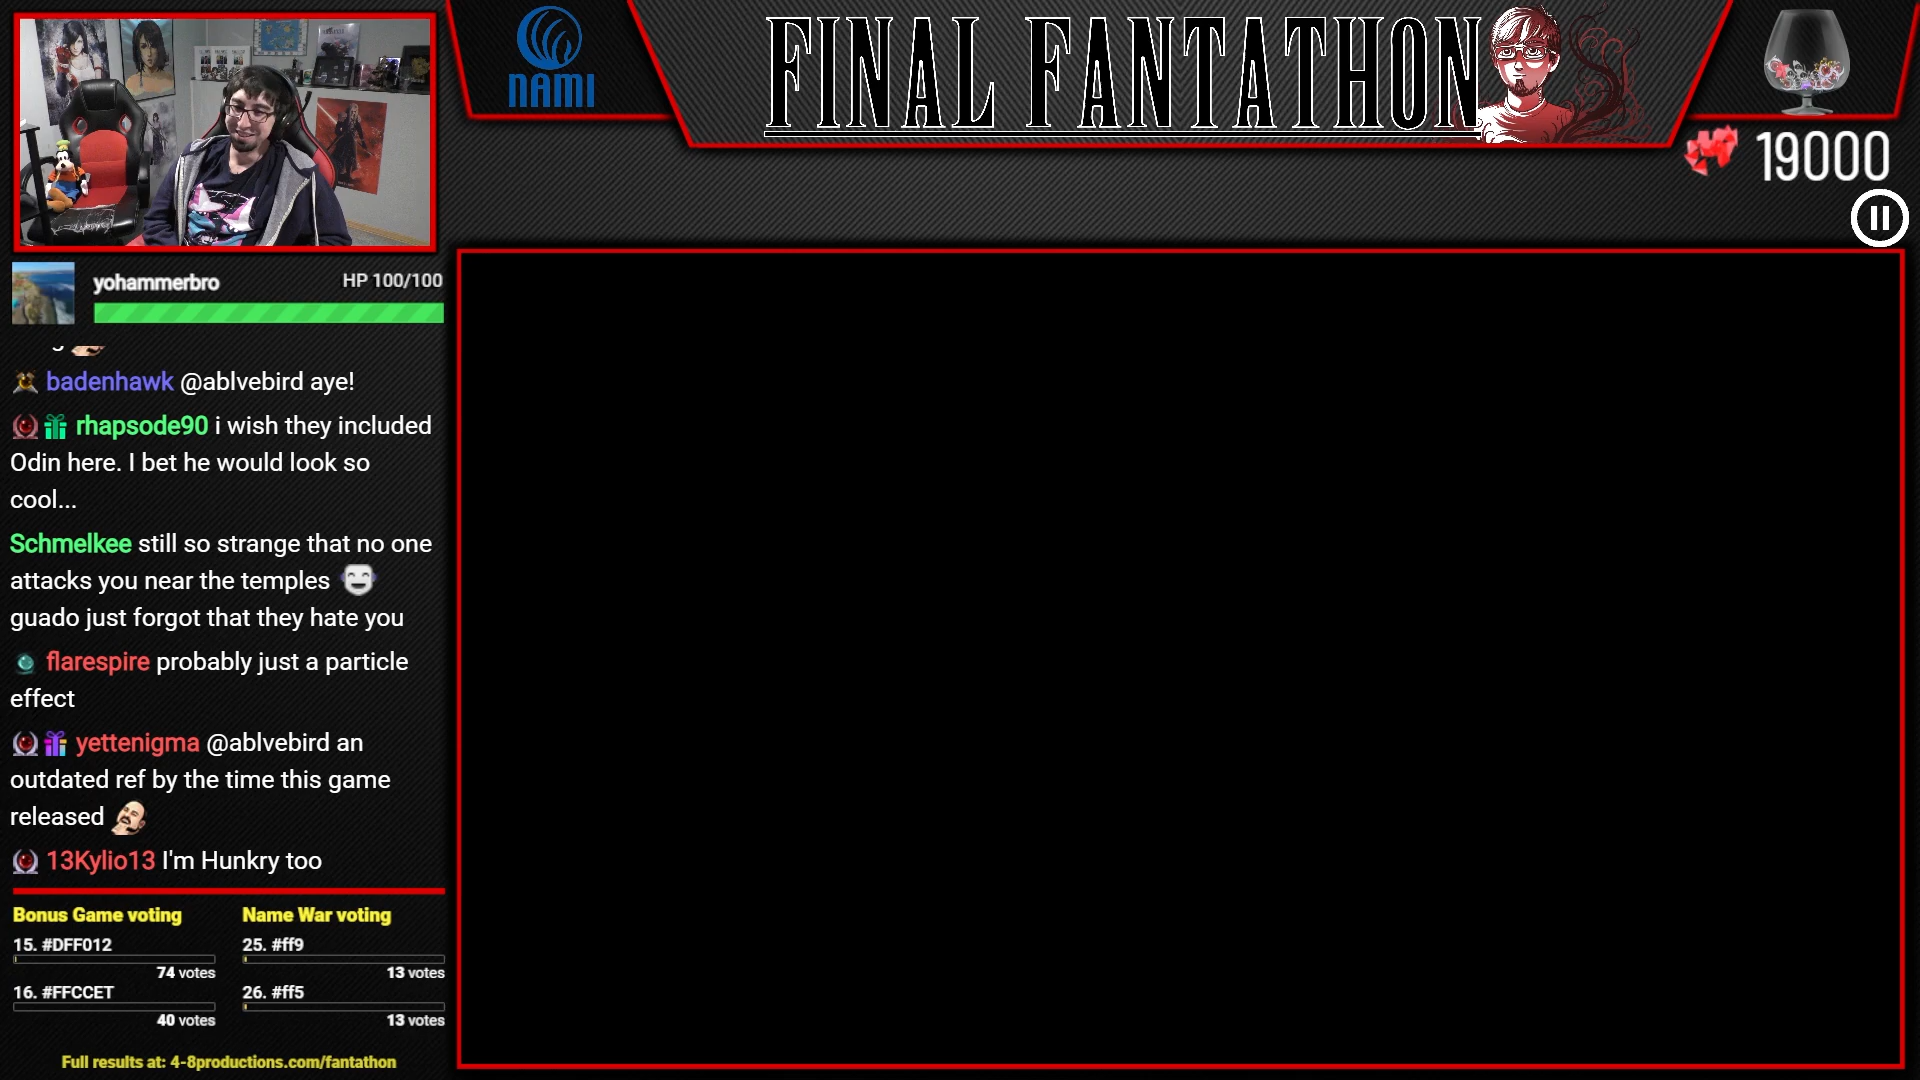 NAMI
FINAL FANTATHON
19000
yohammerbro
HP 100/100
badenhawk @ablvebird aye!
rhapsode90 i wish they included
Odin here. I bet he would look so
cool...
Schmelkee still so strange that no one
attacks you near the temples
guado just forgot that they hate you
flarespire probably just a particle
effect
yettenigma @ablvebird an
outdated ref by the time this game
released
13Kylio13 I'm Hunkry too
Bonus Game voting
15. #DFF012
74 votes
16. #FFCCET
40 votes
Name War voting
25. #ff9
13 votes
26. #ff5
13 votes
Full results at: 4-8productions.com/fantathon